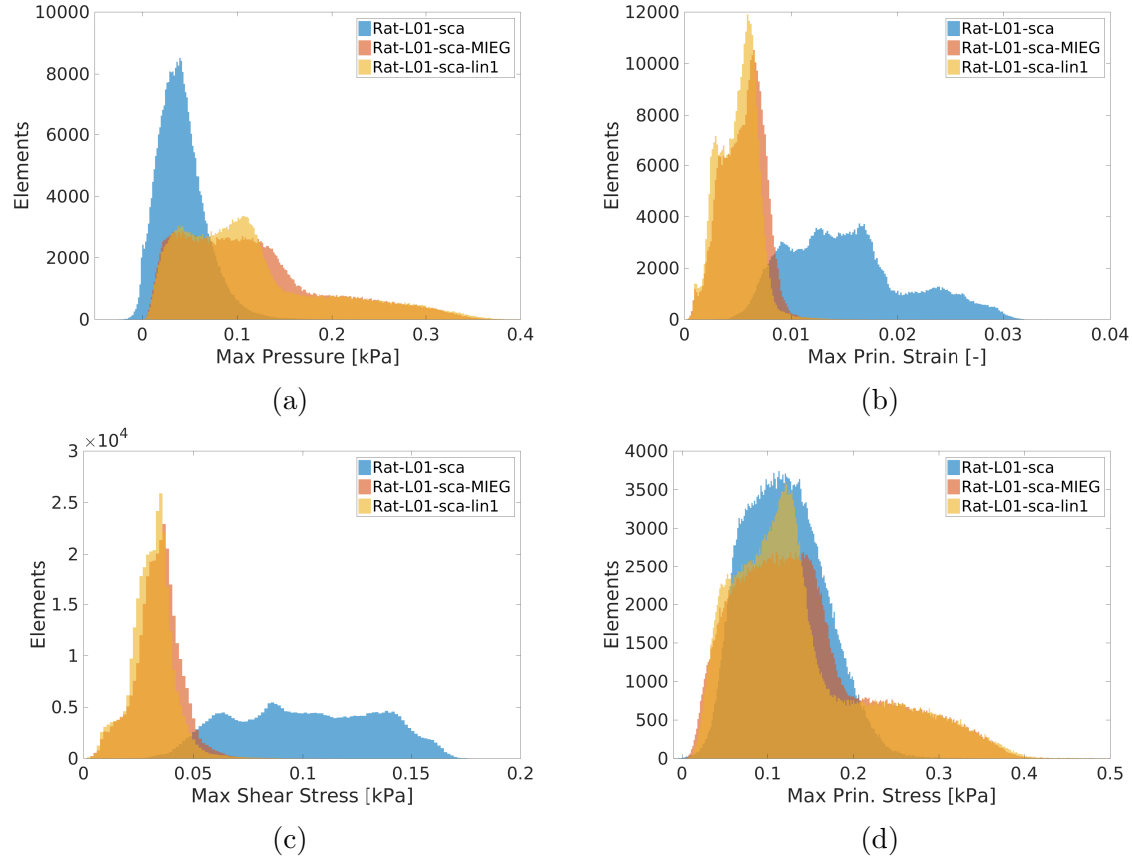 10000
8000
6000
4000
2000
0
Elements
Rat-L01-sca
Rat-L01-sca-MIEG
Rat-L01-sca-lin1
0 0.1 0.2 0.3 0.4
Max Pressure [kPa]
(a)
12000
10000
8000
6000
4000
2000
0
Elements
Rat-L01-sca
Rat-L01-sca-MIEG
Rat-L01-sca-lin1
0 0.01 0.02 0.03 0.04
Max Prin. Strain [-]
(b)
×10⁴
3
2.5
2
1.5
1
0.5
0
Elements
Rat-L01-sca
Rat-L01-sca-MIEG
Rat-L01-sca-lin1
0 0.05 0.1 0.15 0.2
Max Shear Stress [kPa]
(c)
4000
3500
3000
2500
2000
1500
1000
500
0
Elements
Rat-L01-sca
Rat-L01-sca-MIEG
Rat-L01-sca-lin1
0 0.1 0.2 0.3 0.4 0.5
Max Prin. Stress [kPa]
(d)